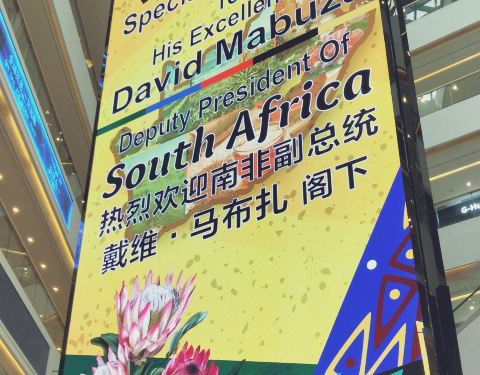 Speci
His Excellen
David Mabuza
Deputy President Of
South Africa
热烈欢迎南非副总统
戴维·马布扎 阁下